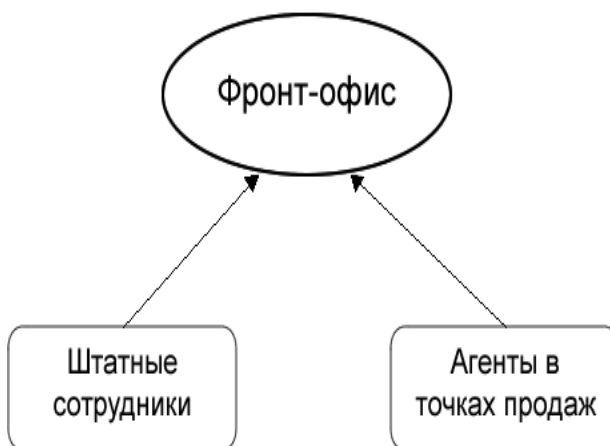 Фронт-офис
Штатные
сотрудники
Агенты в
точках продаж